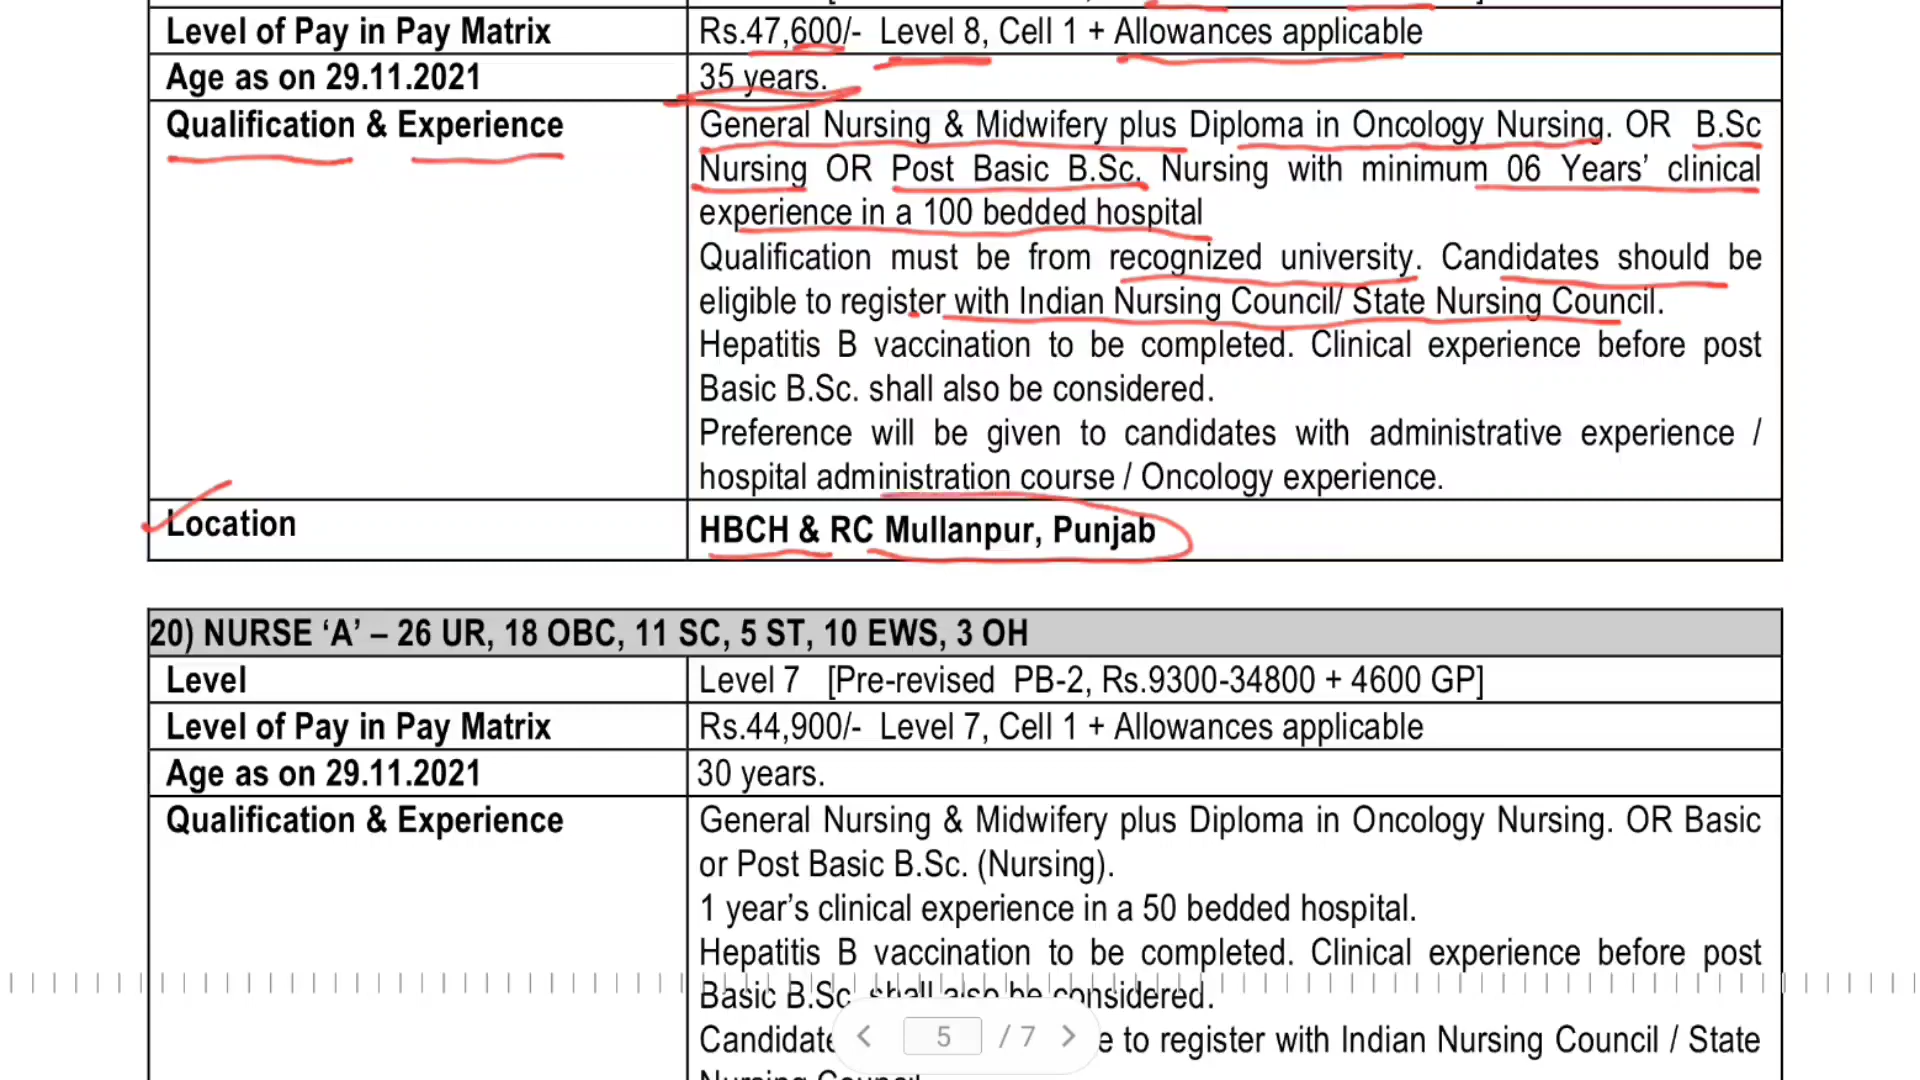 Level of Pay in Pay Matrix Rs.47,600/- Level 8, Cell 1 + Allowances applicable
Age as on 29.11.2021 35 years.
Qualification & Experience General Nursing & Midwifery plus Diploma in Oncology Nursing. OR B.Sc
Nursing OR Post Basic B.Sc. Nursing with minimum 06 Years’ clinical
experience in a 100 bedded hospital
Qualification must be from recognized university. Candidates should be
eligible to register with Indian Nursing Council/ State Nursing Council.
Hepatitis B vaccination to be completed. Clinical experience before post
Basic B.Sc. shall also be considered.
Preference will be given to candidates with administrative experience /
hospital administration course / Oncology experience.
Location HBCH & RC Mullanpur, Punjab
20) NURSE ‘A’ – 26 UR, 18 OBC, 11 SC, 5 ST, 10 EWS, 3 OH
Level Level 7 [Pre-revised PB-2, Rs.9300-34800 + 4600 GP]
Level of Pay in Pay Matrix Rs.44,900/- Level 7, Cell 1 + Allowances applicable
Age as on 29.11.2021 30 years.
Qualification & Experience General Nursing & Midwifery plus Diploma in Oncology Nursing. OR Basic
or Post Basic B.Sc. (Nursing).
1 year’s clinical experience in a 50 bedded hospital.
Hepatitis B vaccination to be completed. Clinical experience before post
Basic B.Sc. shall also be considered.
Candidate e to register with Indian Nursing Council / State
5 / 7